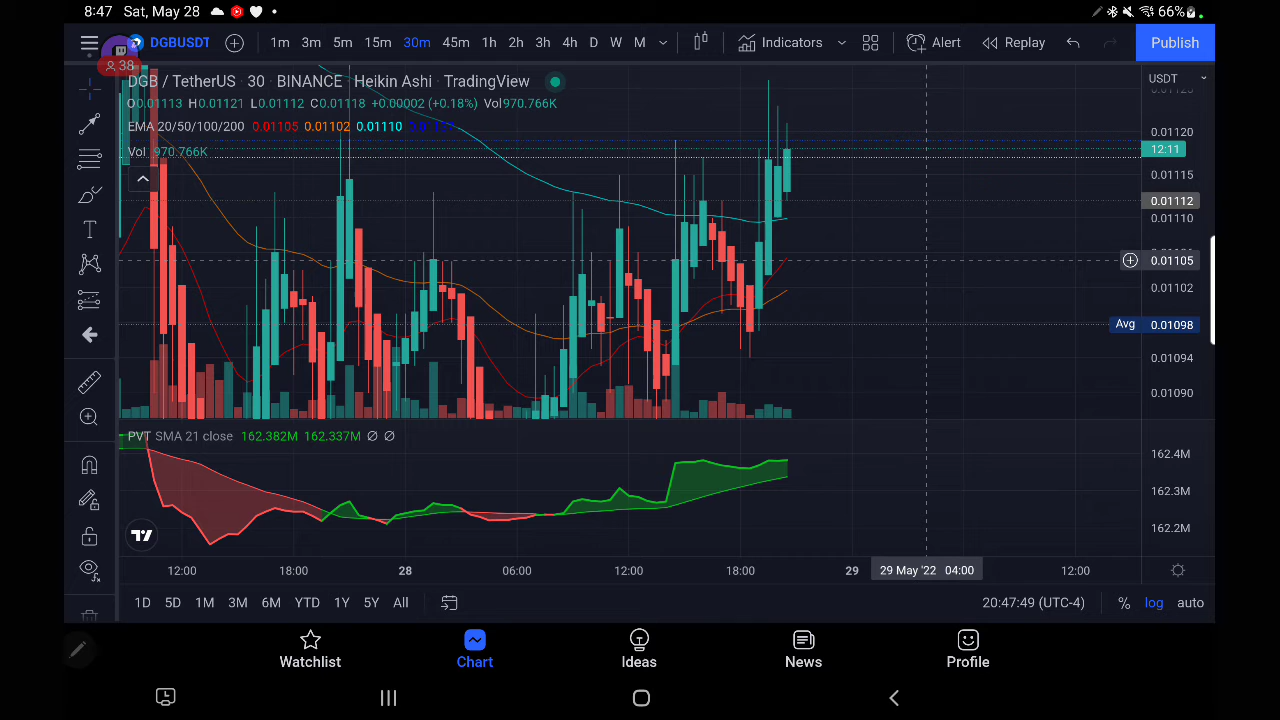 8:47 Sat, May 28 66%
38
DGBUSDT 1m 3m 5m 15m 30m 45m 1h 2h 3h 4h D W M Indicators Alert Replay Publish
DGB / TetherUS · 30 · BINANCE Heikin Ashi · TradingView
O0.01113 H0.01121 L0.01112 C0.01118 +0.00002 (+0.18%) Vol970.766K
EMA 20/50/100/200 0.01105 0.01102 0.01110
Vol 970.766K
USDT
0.01125
0.01120
12:11
0.01115
0.01112
0.01110
0.01105
0.01102
Avg 0.01098
0.01094
0.01090
PVT SMA 21 close 162.382M 162.337M ∅ ∅
162.4M
162.3M
162.2M
12:00 18:00 28 06:00 12:00 18:00 29 29 May '22 04:00 12:00
1D 5D 1M 3M 6M YTD 1Y 5Y All 20:47:49 (UTC-4) % log auto
Watchlist Chart Ideas News Profile